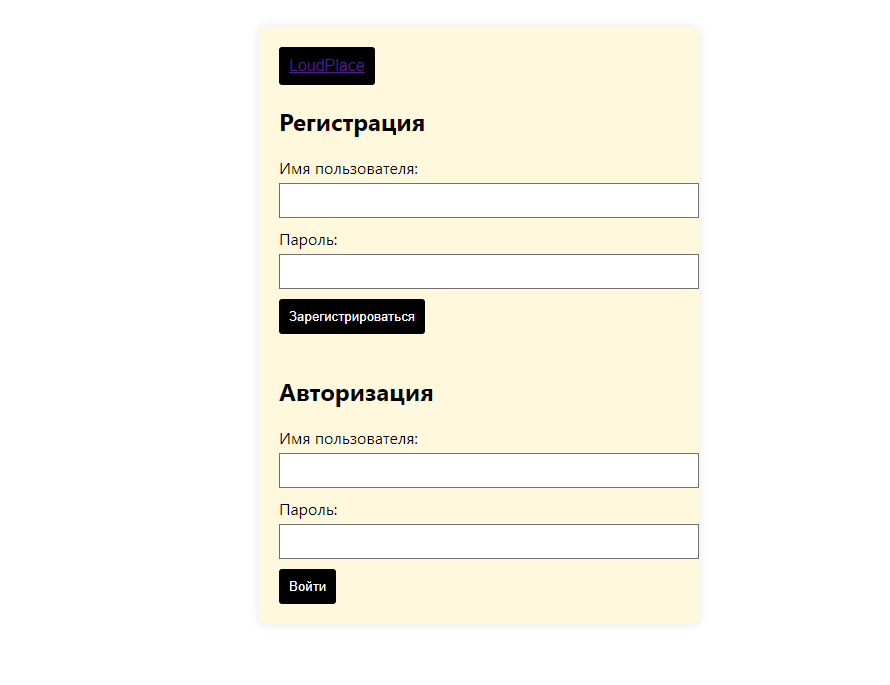 LoudPlace
Регистрация
Имя пользователя:
Пароль:
Зарегистрироваться
Авторизация
Имя пользователя:
Пароль:
Войти